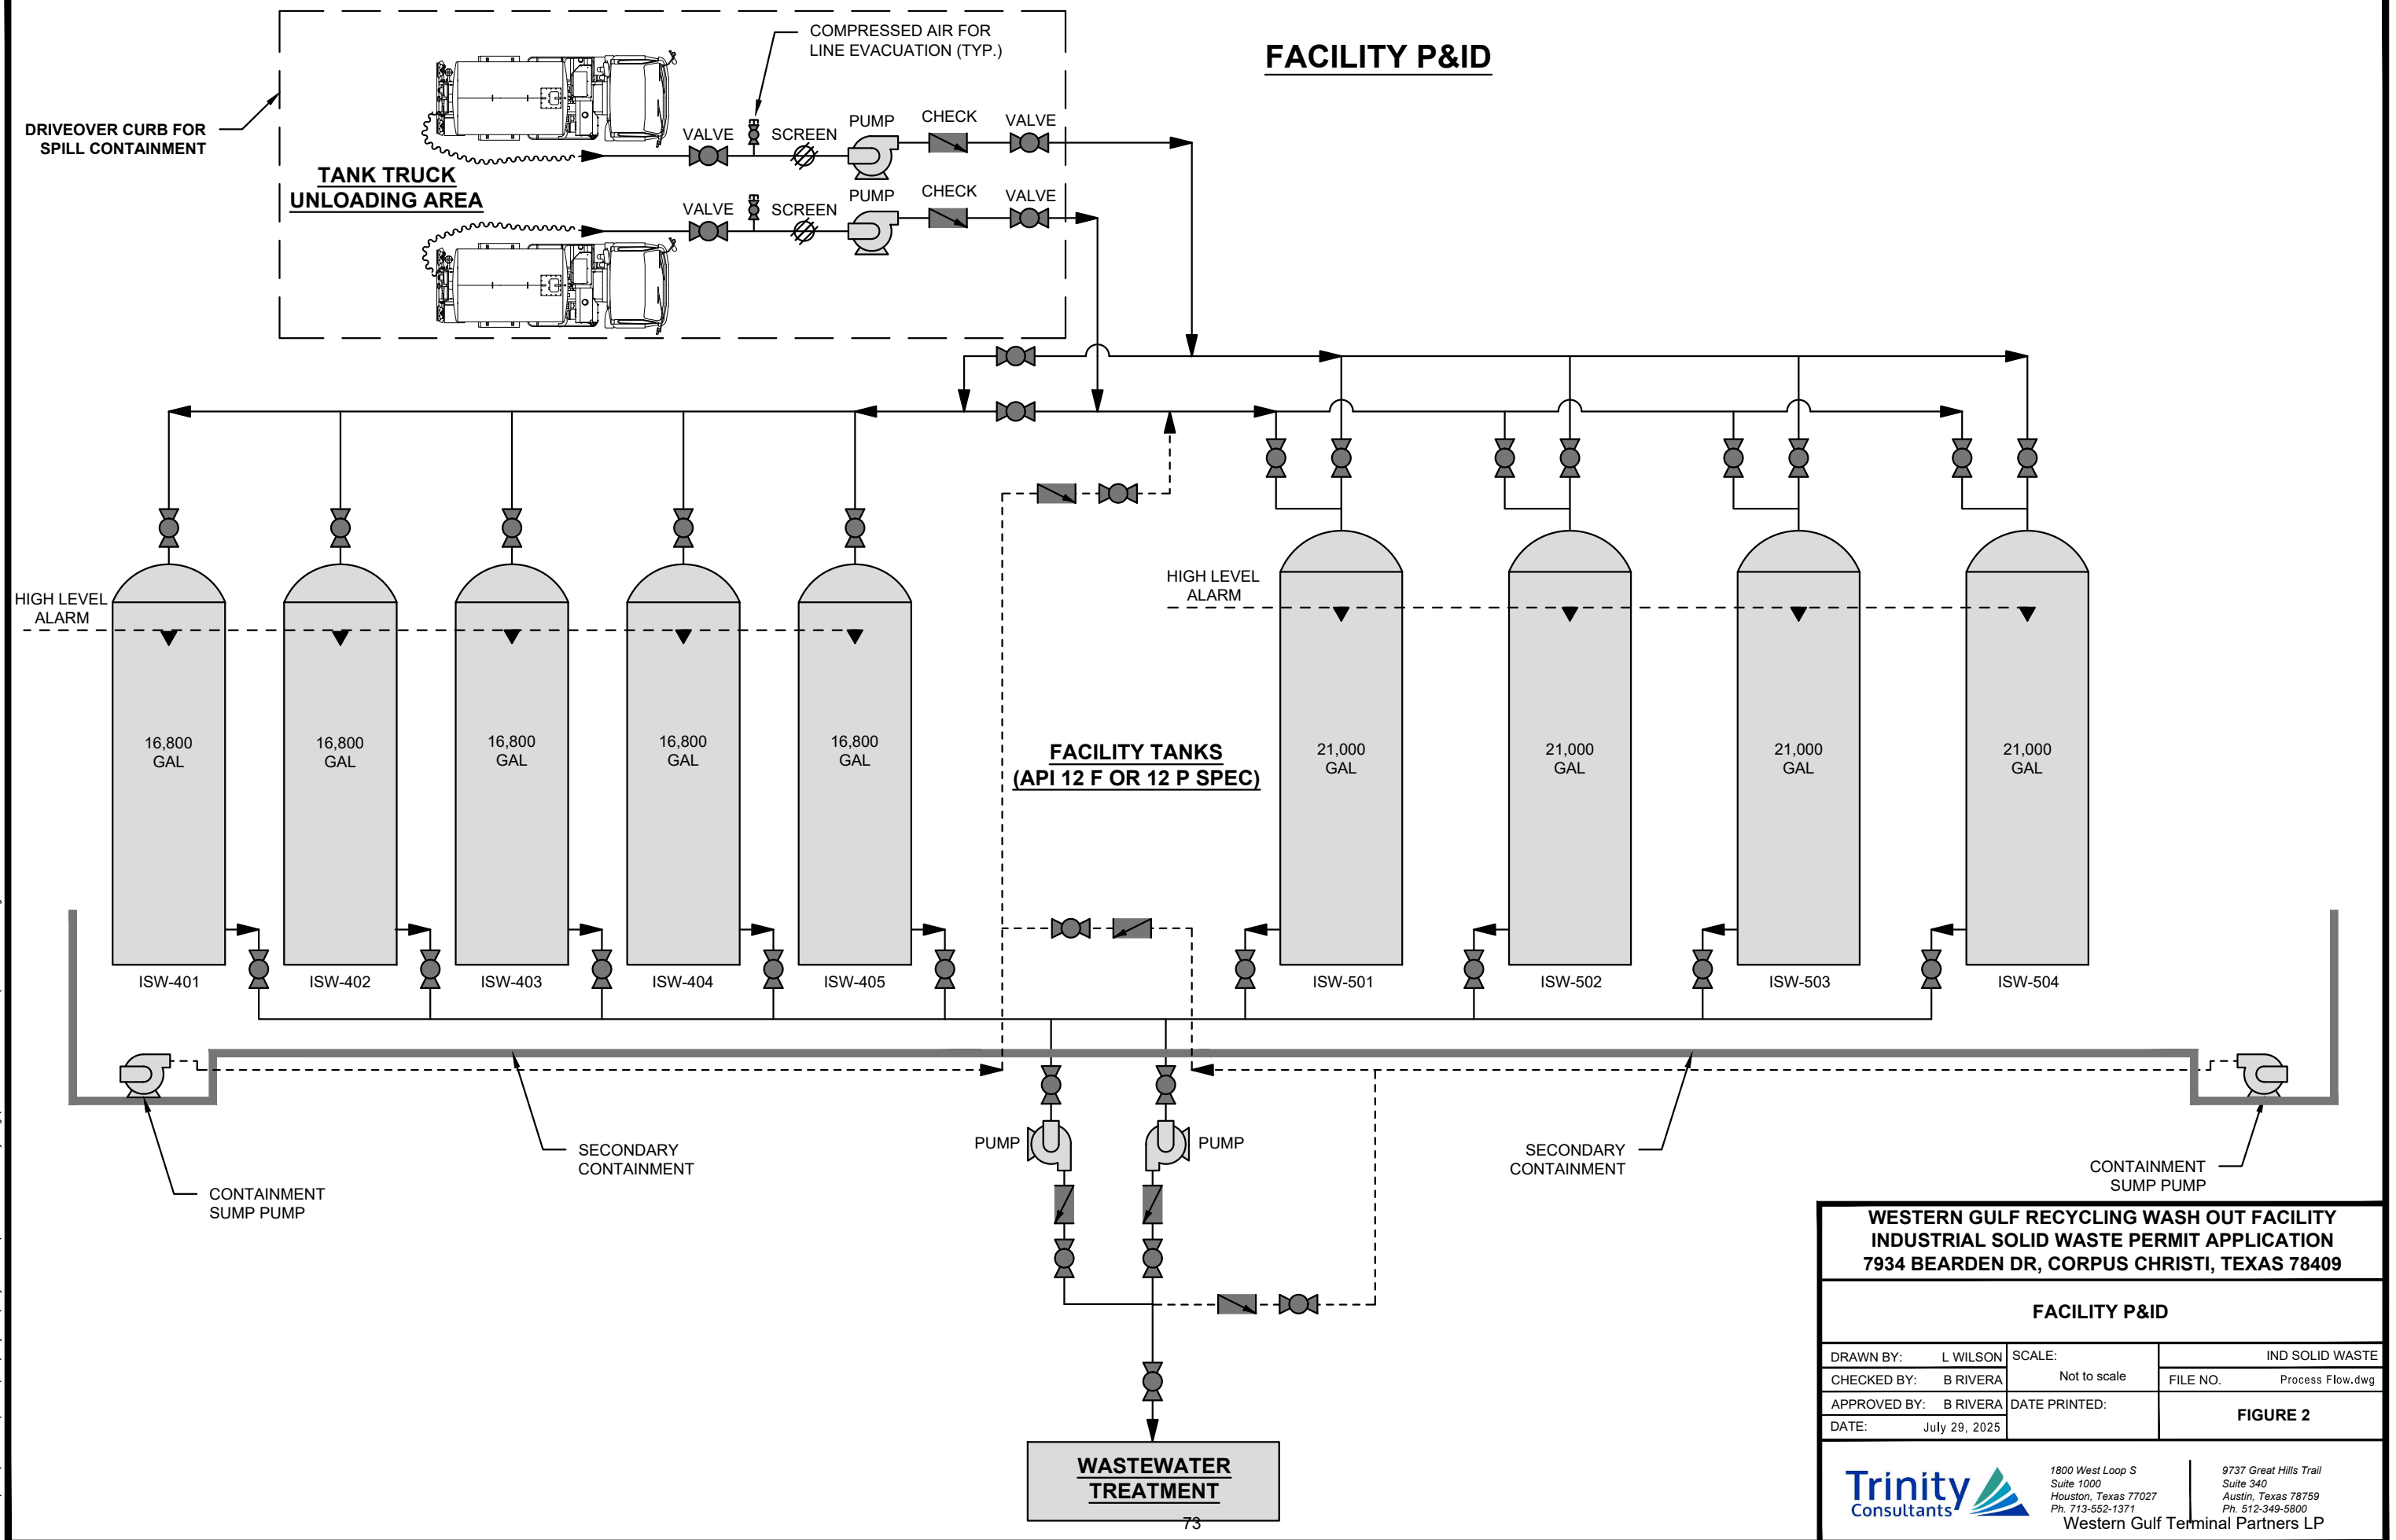 FACILITY P&ID
COMPRESSED AIR FOR
LINE EVACUATION (TYP.)
DRIVEOVER CURB FOR
SPILL CONTAINMENT
TANK TRUCK
UNLOADING AREA
VALVE
SCREEN
PUMP
CHECK
VALVE
VALVE
SCREEN
PUMP
CHECK
VALVE
HIGH LEVEL
ALARM
HIGH LEVEL
ALARM
16,800
GAL
16,800
GAL
16,800
GAL
16,800
GAL
16,800
GAL
FACILITY TANKS
(API 12 F OR 12 P SPEC)
21,000
GAL
21,000
GAL
21,000
GAL
21,000
GAL
ISW-401
ISW-402
ISW-403
ISW-404
ISW-405
ISW-501
ISW-502
ISW-503
ISW-504
PUMP
PUMP
SECONDARY
CONTAINMENT
SECONDARY
CONTAINMENT
CONTAINMENT
SUMP PUMP
CONTAINMENT
SUMP PUMP
WASTEWATER
TREATMENT
73
WESTERN GULF RECYCLING WASH OUT FACILITY
INDUSTRIAL SOLID WASTE PERMIT APPLICATION
7934 BEARDEN DR, CORPUS CHRISTI, TEXAS 78409
FACILITY P&ID
DRAWN BY: L WILSON
CHECKED BY: B RIVERA
APPROVED BY: B RIVERA
DATE: July 29, 2025
SCALE:
Not to scale
DATE PRINTED:
IND SOLID WASTE
FILE NO. Process Flow.dwg
FIGURE 2
Trinity
Consultants
1800 West Loop S
Suite 1000
Houston, Texas 77027
Ph. 713-552-1371
9737 Great Hills Trail
Suite 340
Austin, Texas 78759
Ph. 512-349-5800
Western Gulf Terminal Partners LP